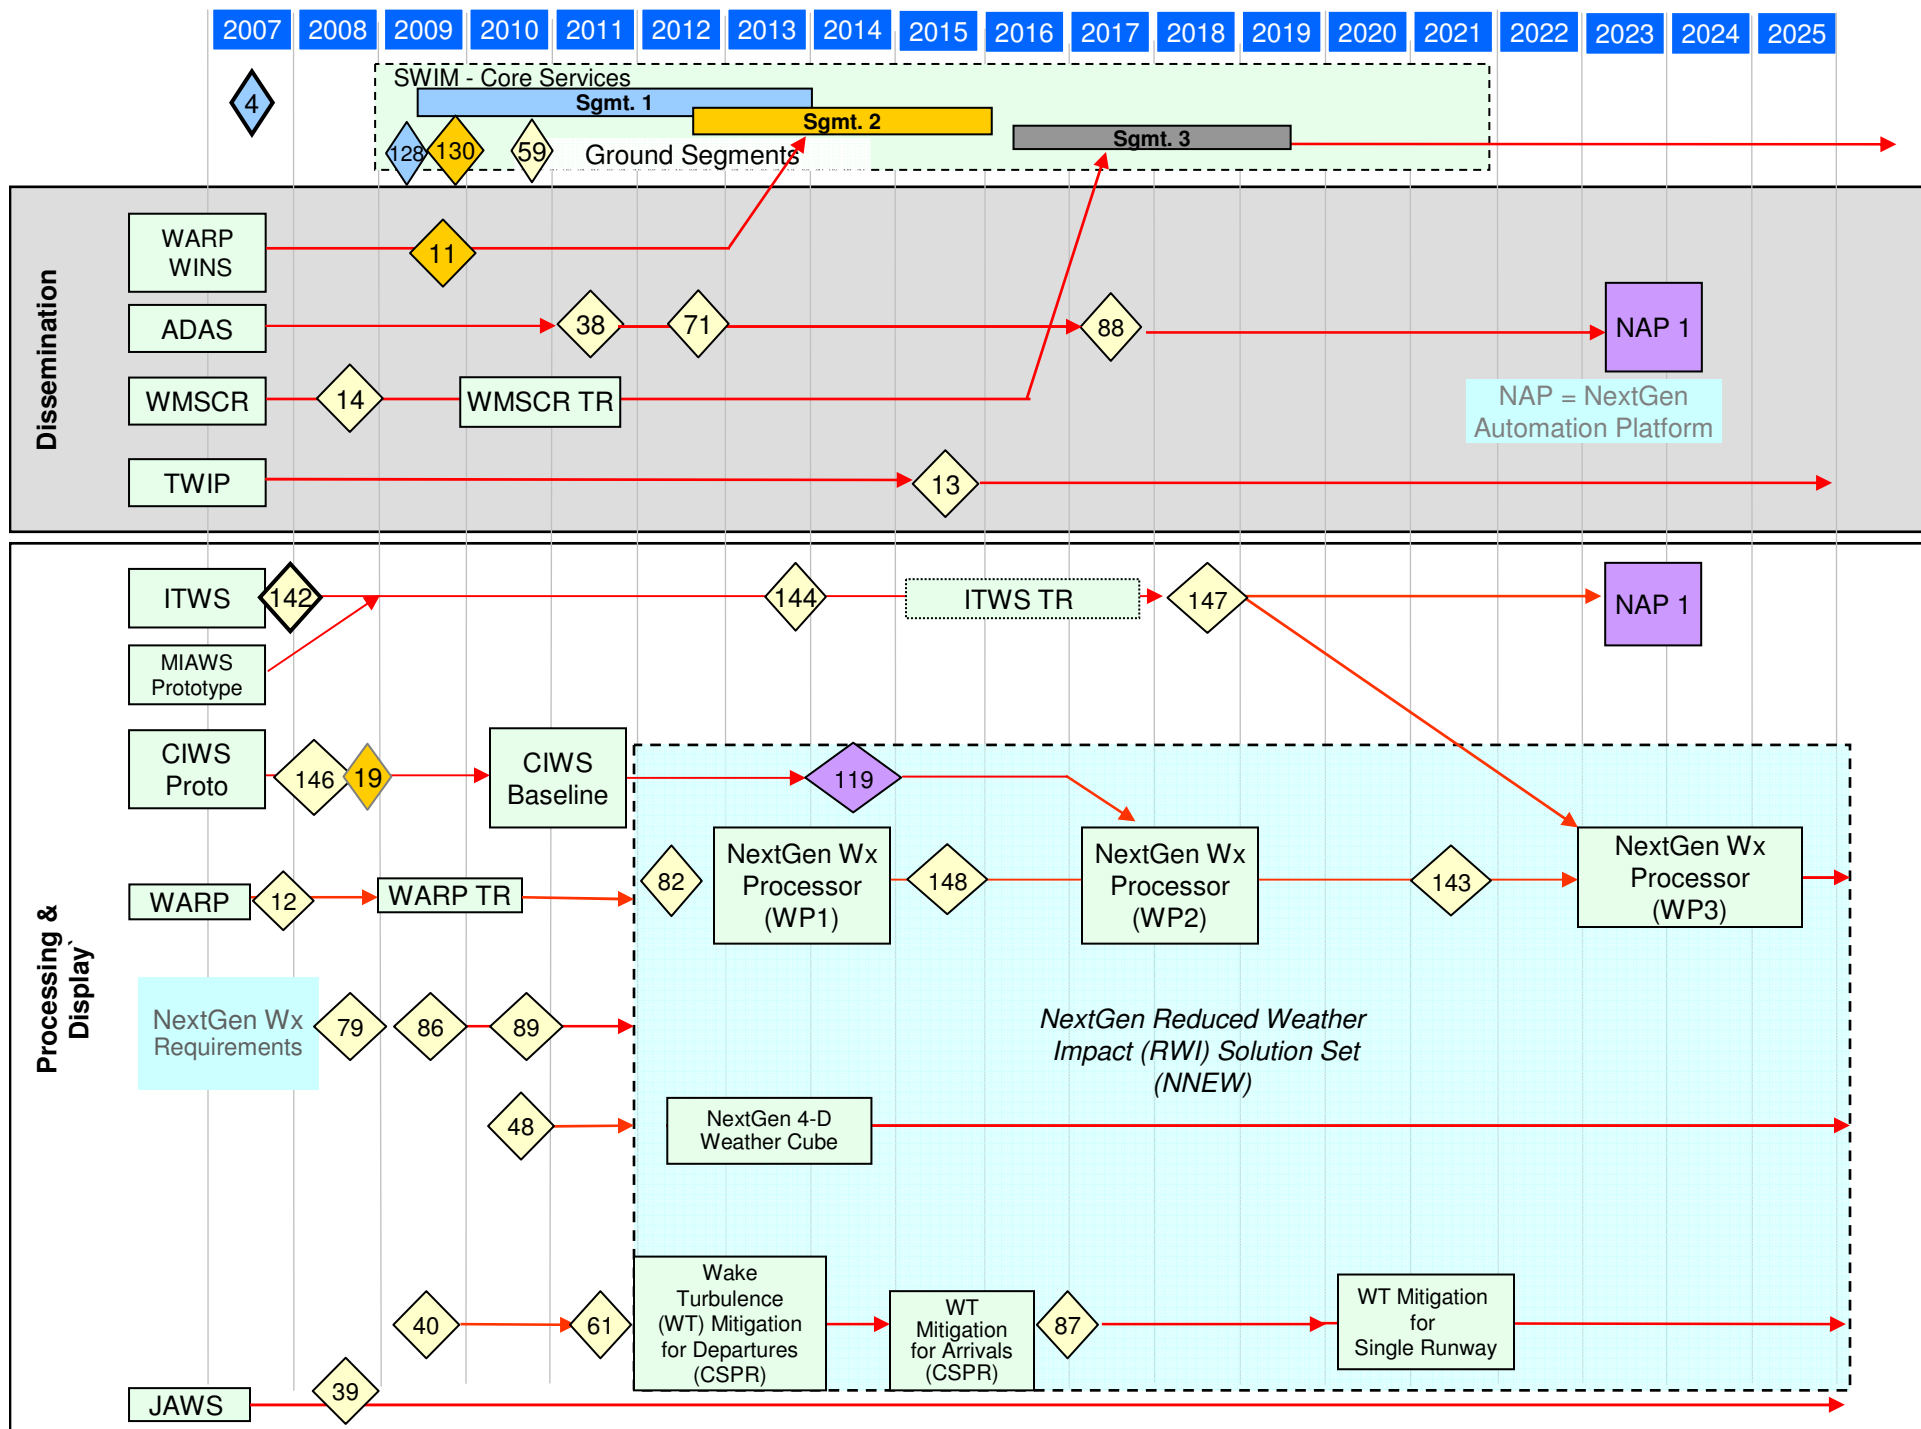 2007 2008 2009 2010 2011 2012 2013 2014 2015 2016 2017 2018 2019 2020 2021 2022 2023 2024 2025
SWIM - Core Services
4
Sgmt. 1
Sgmt. 2
Sgmt. 3
128 130 59 Ground Segments
Dissemination
WARP
WINS
11
ADAS
38 71 88
NAP 1
WMSCR
14
WMSCR TR
NAP = NextGen
Automation Platform
TWIP
13
Processing &
Display`
ITWS
142
144
ITWS TR
147
NAP 1
MIAWS
Prototype
CIWS
Proto
146 19
CIWS
Baseline
119
WARP
12
WARP TR
82
NextGen Wx
Processor
(WP1)
148
NextGen Wx
Processor
(WP2)
143
NextGen Wx
Processor
(WP3)
NextGen Wx
Requirements
79 86 89
NextGen Reduced Weather
Impact (RWI) Solution Set
(NNEW)
48
NextGen 4-D
Weather Cube
40 61
Wake
Turbulence
(WT) Mitigation
for Departures
(CSPR)
WT
Mitigation
for Arrivals
(CSPR)
87
WT Mitigation
for
Single Runway
JAWS
39